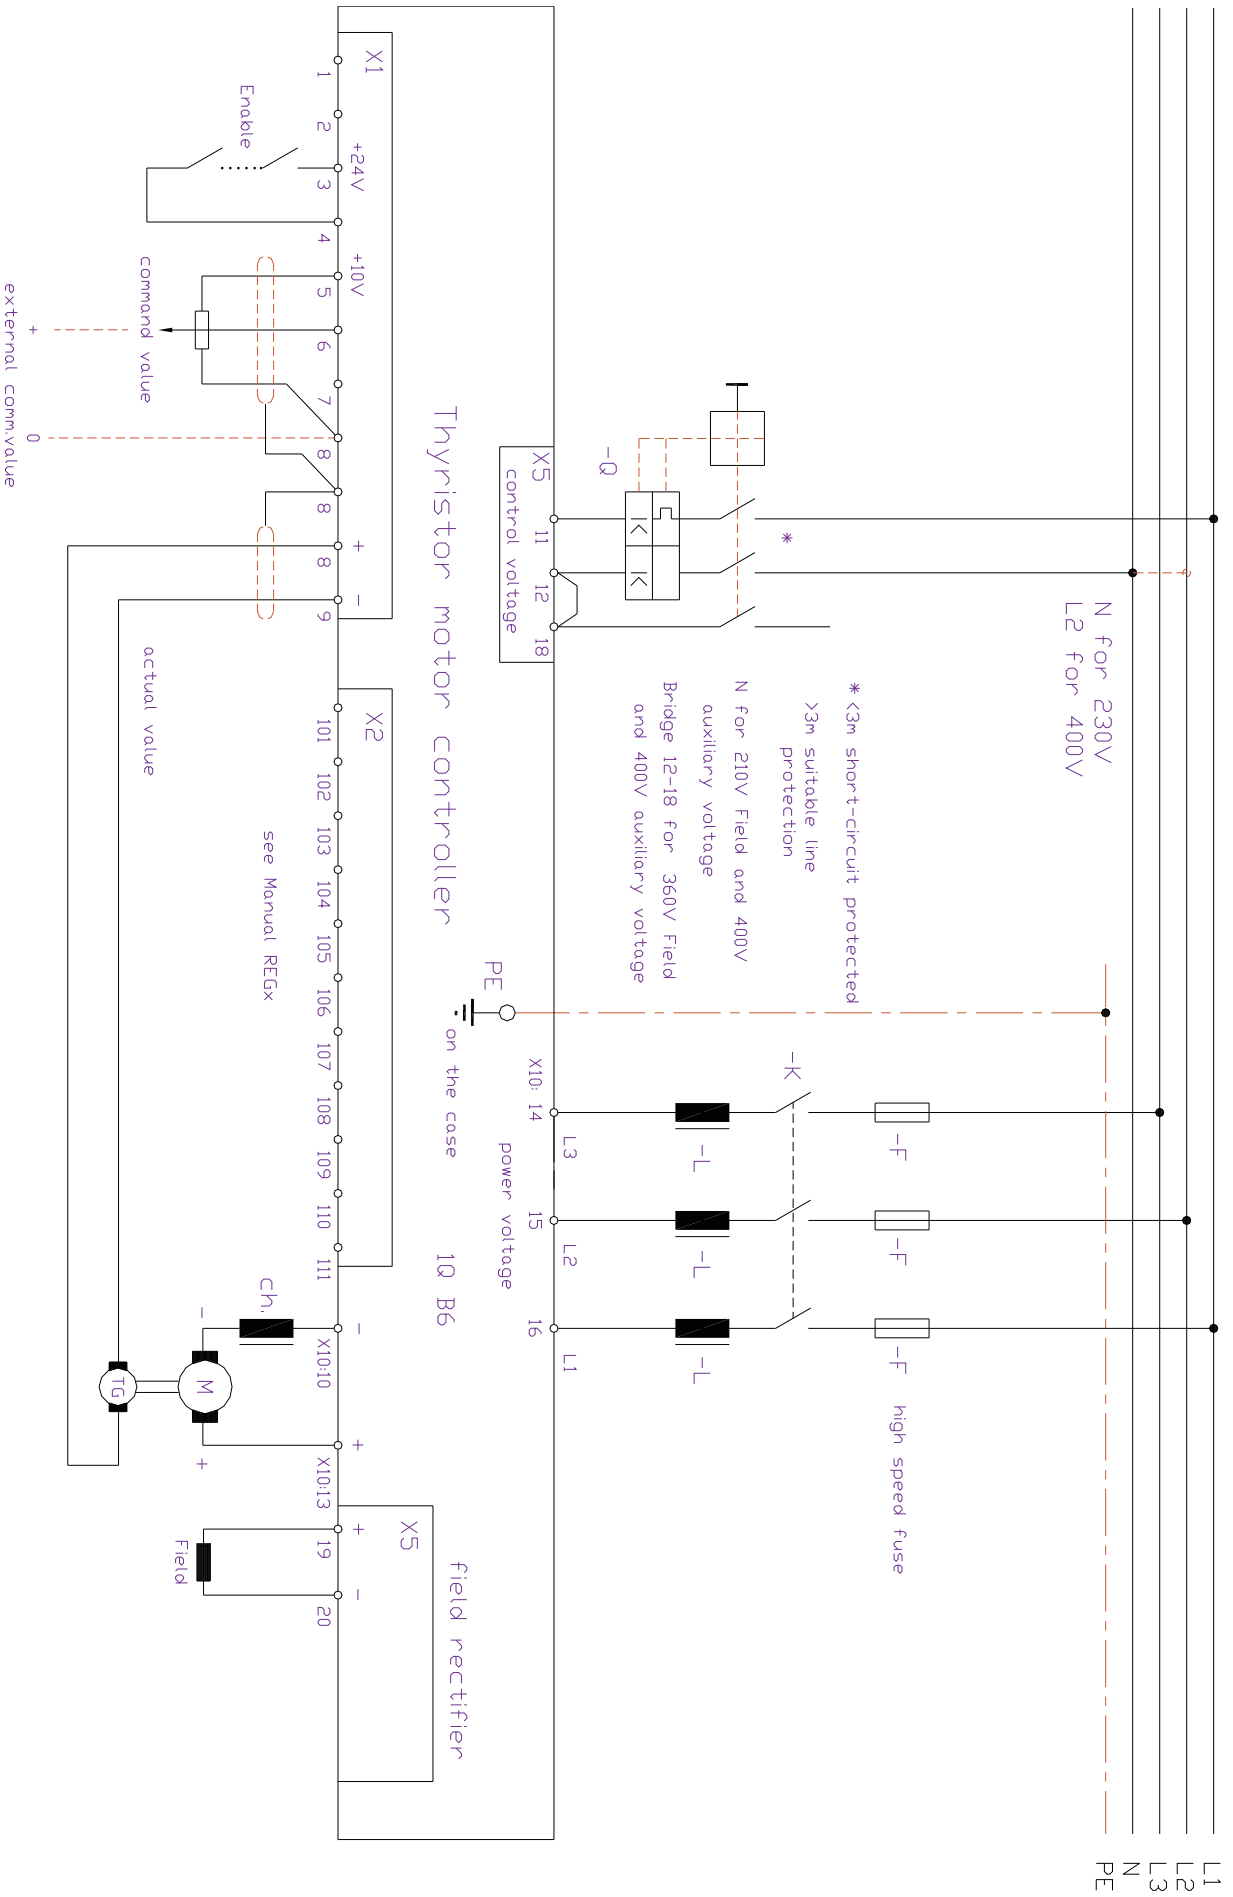 L1
L2
L3
N
PE
N for 230V
L2 for 400V
* <3m short-circuit protected
>3m suitable line
protection
N for 210V Field and 400V
auxiliary voltage
Bridge 12-18 for 360V Field
and 400V auxiliary voltage
*
-Q
-K
-F
-F
-F
high speed fuse
-L
-L
-L
L3
L2
L1
X5
11
12
18
control voltage
PE
on the case
X10: 14
15
16
power voltage
Thyristor motor controller
1Q B6
field rectifier
X1
+24V
+10V
+
-
X2
-
+
X5
+
-
1
2
3
4
5
6
7
8
8
8
9
101
102
103
104
105
106
107
108
109
110
111
X10:10
X10:13
19
20
Enable
see Manual REGx
ch.
-
M
+
TG
Field
command value
actual value
+
0
external comm.value